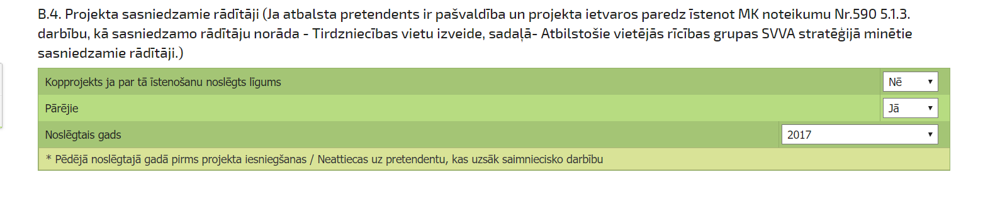 B.4. Projekta sasniedzamie rādītāji (Ja atbalsta pretendents ir pašvaldība un projekta ietvaros paredz īstenot MK noteikumu Nr.590 5.1.3.
darbību, kā sasniedzamo rādītāju norāda - Tirdzniecības vietu izveide, sadaļā- Atbilstošie vietējās rīcības grupas SVVA stratēģijā minētie
sasniedzamie rādītāji.)
Kopprojekts ja par tā īstenošanu noslēgts līgums Nē
Pārējie Jā
Noslēgtais gads 2017
* Pēdējā noslēgtajā gadā pirms projekta iesniegšanas / Neattiecas uz pretendentu, kas uzsāk saimniecisko darbību